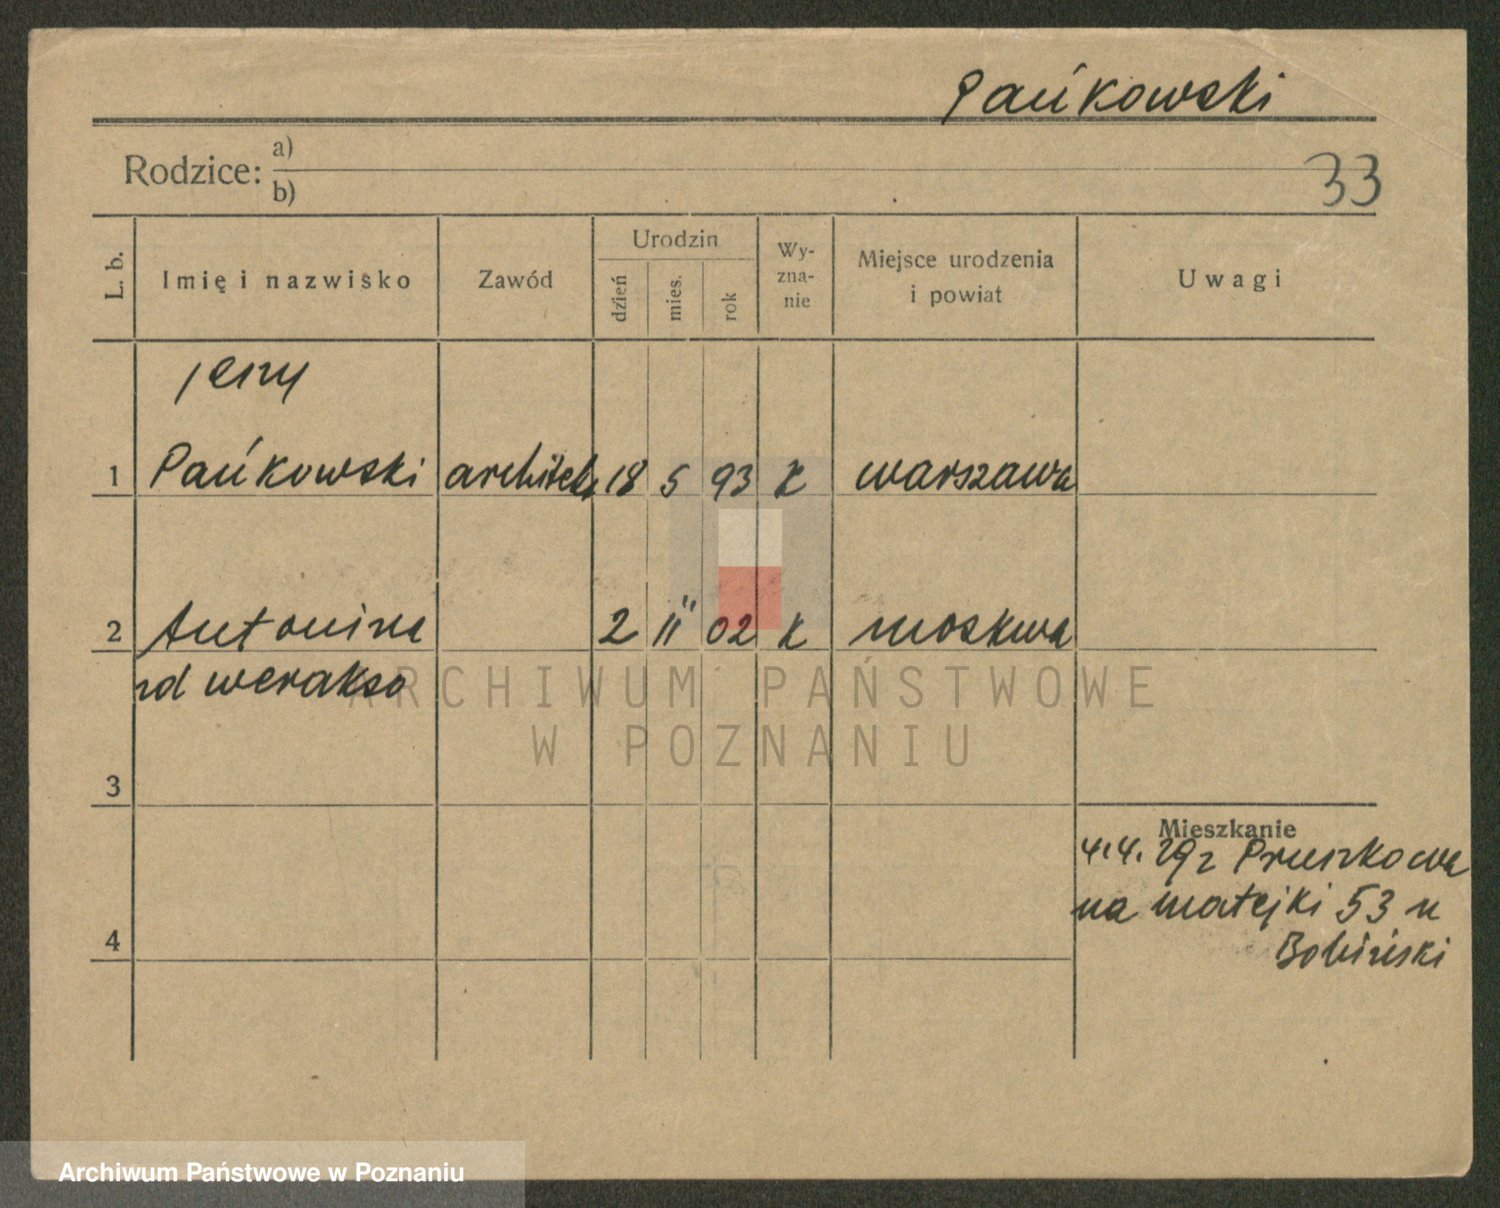 Pańkowski
Rodzice: a)
b)
33
L. b.
Imię i nazwisko
Zawód
Urodzin
dzień
mies.
rok
Wy-
zna-
nie
Miejsce urodzenia
i powiat
Uwagi
Jerzy
1 Pańkowski architekt 18 5 93 K Warszawa
2 Antonina 2 11 02 K Moskwa
zd Werakso
3
Mieszkanie
4.4.29 z Pruszkowa
na Matejki 53 u
Bobiński
4
ARCHIWUM PAŃSTWOWE
W POZNANIU
Archiwum Państwowe w Poznaniu